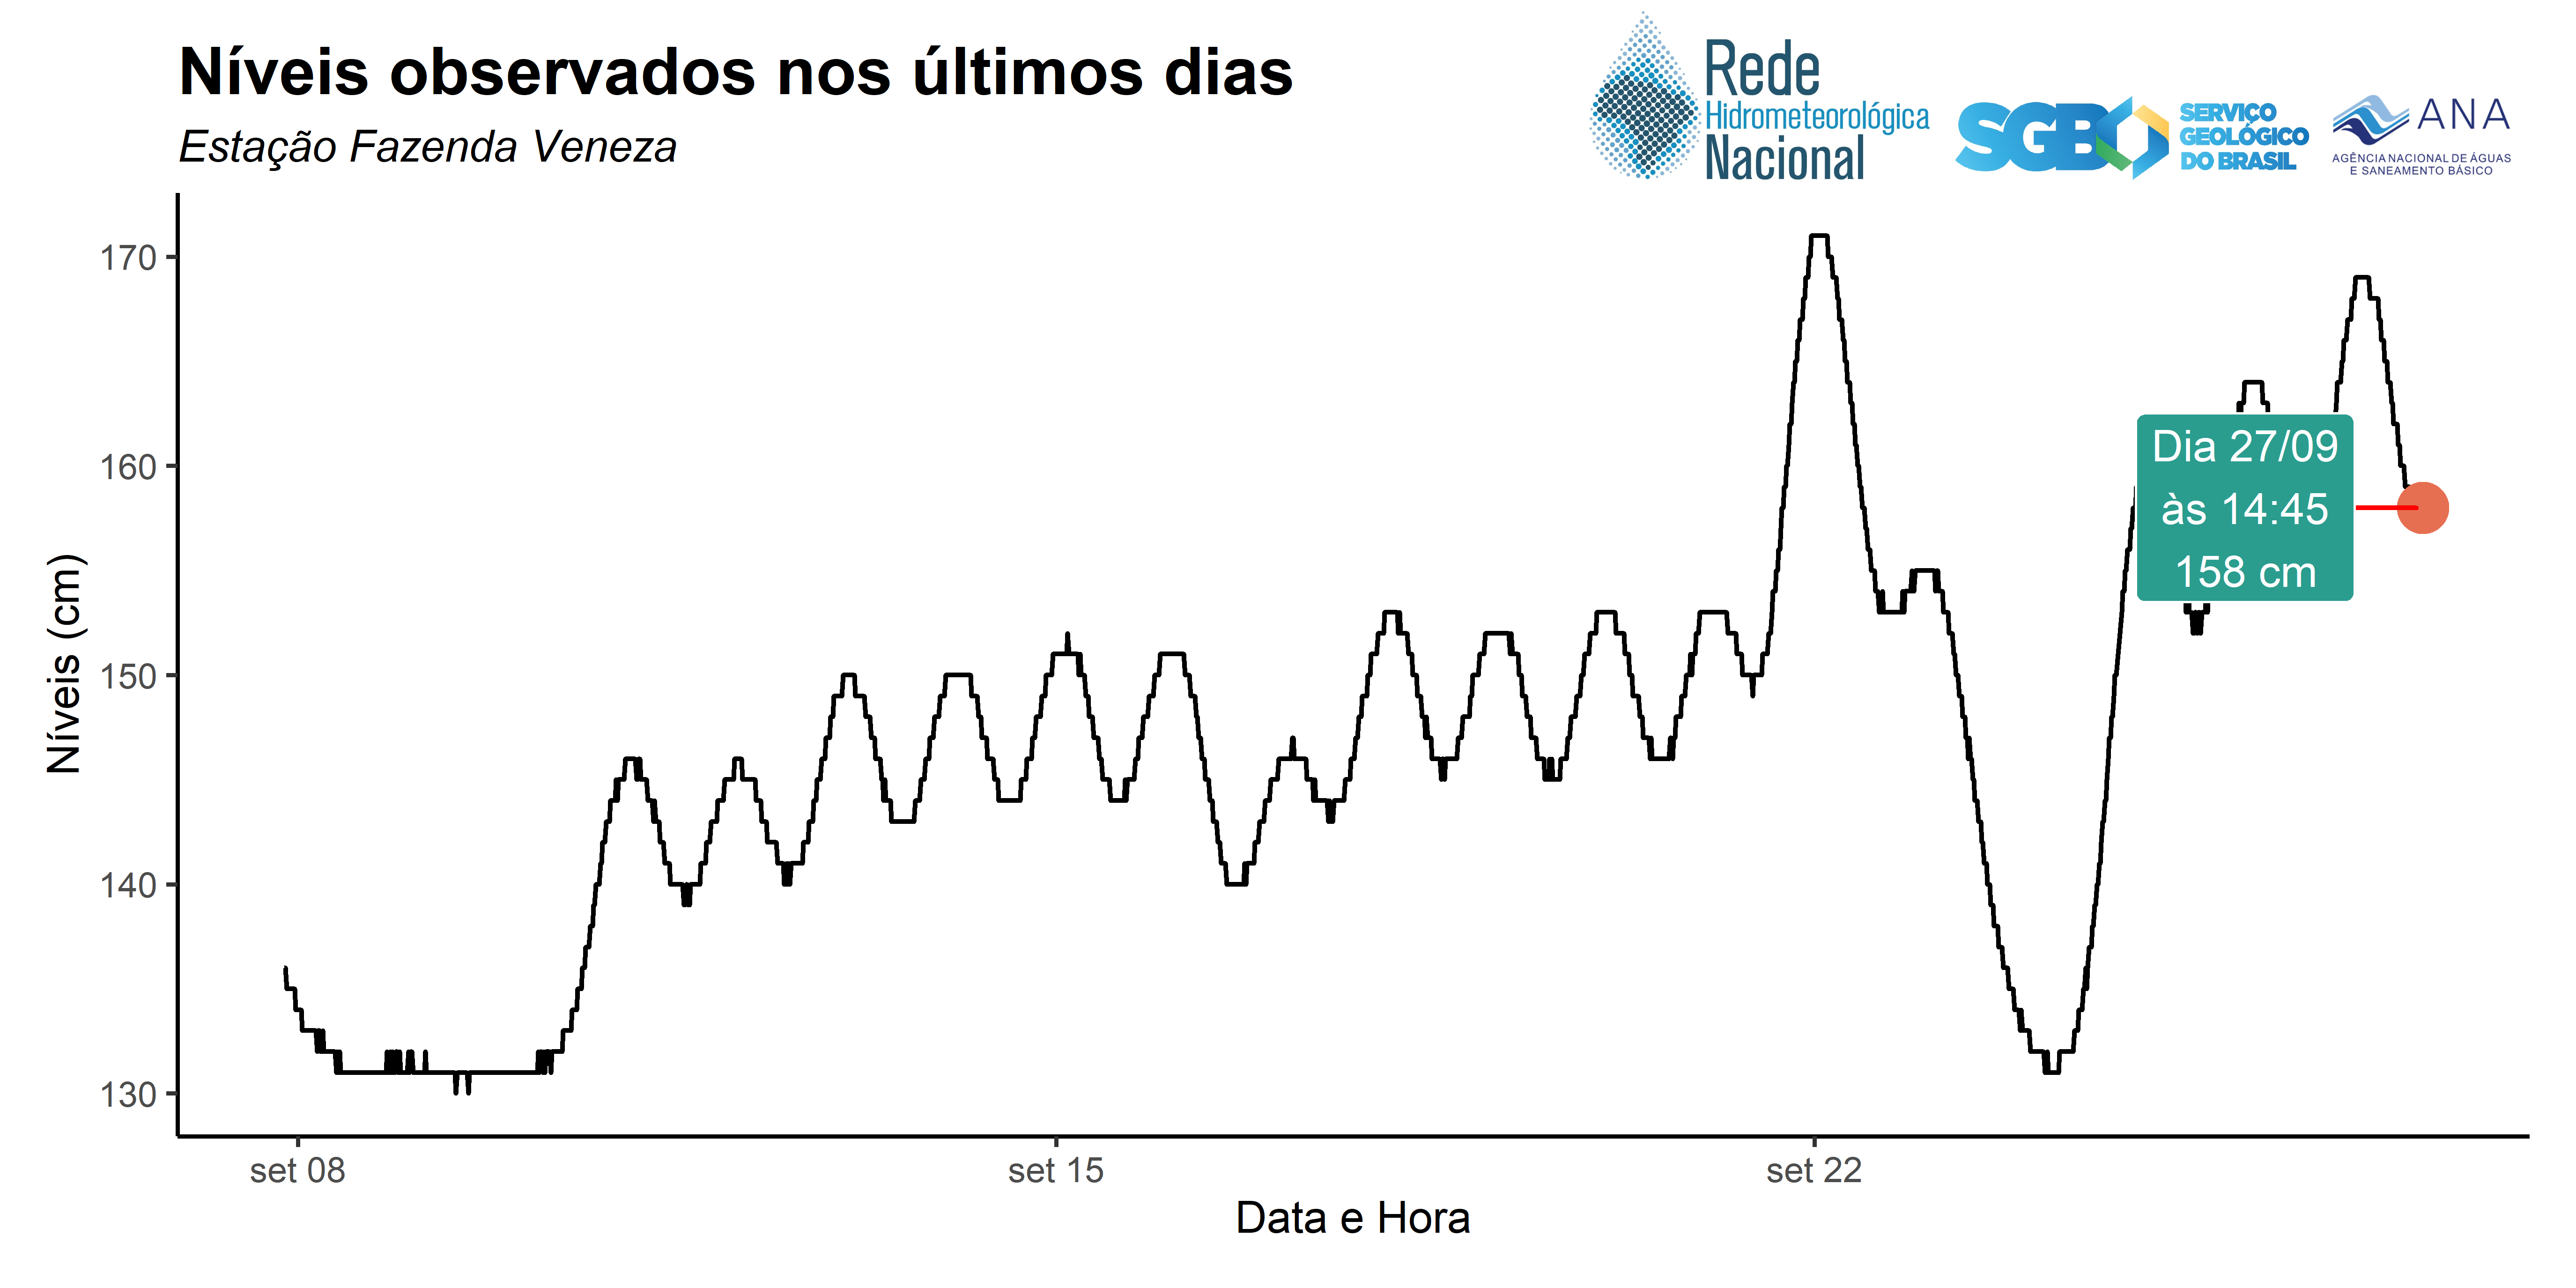 Níveis observados nos últimos dias
Estação Fazenda Veneza
Rede
Hidrometeorológica
Nacional
SGB
SERVIÇO
GEOLÓGICO
DO BRASIL
ANA
AGÊNCIA NACIONAL DE ÁGUAS
E SANEAMENTO BÁSICO
Níveis (cm)
170
160
150
140
130
Dia 27/09
às 14:45
158 cm
set 08
set 15
set 22
Data e Hora